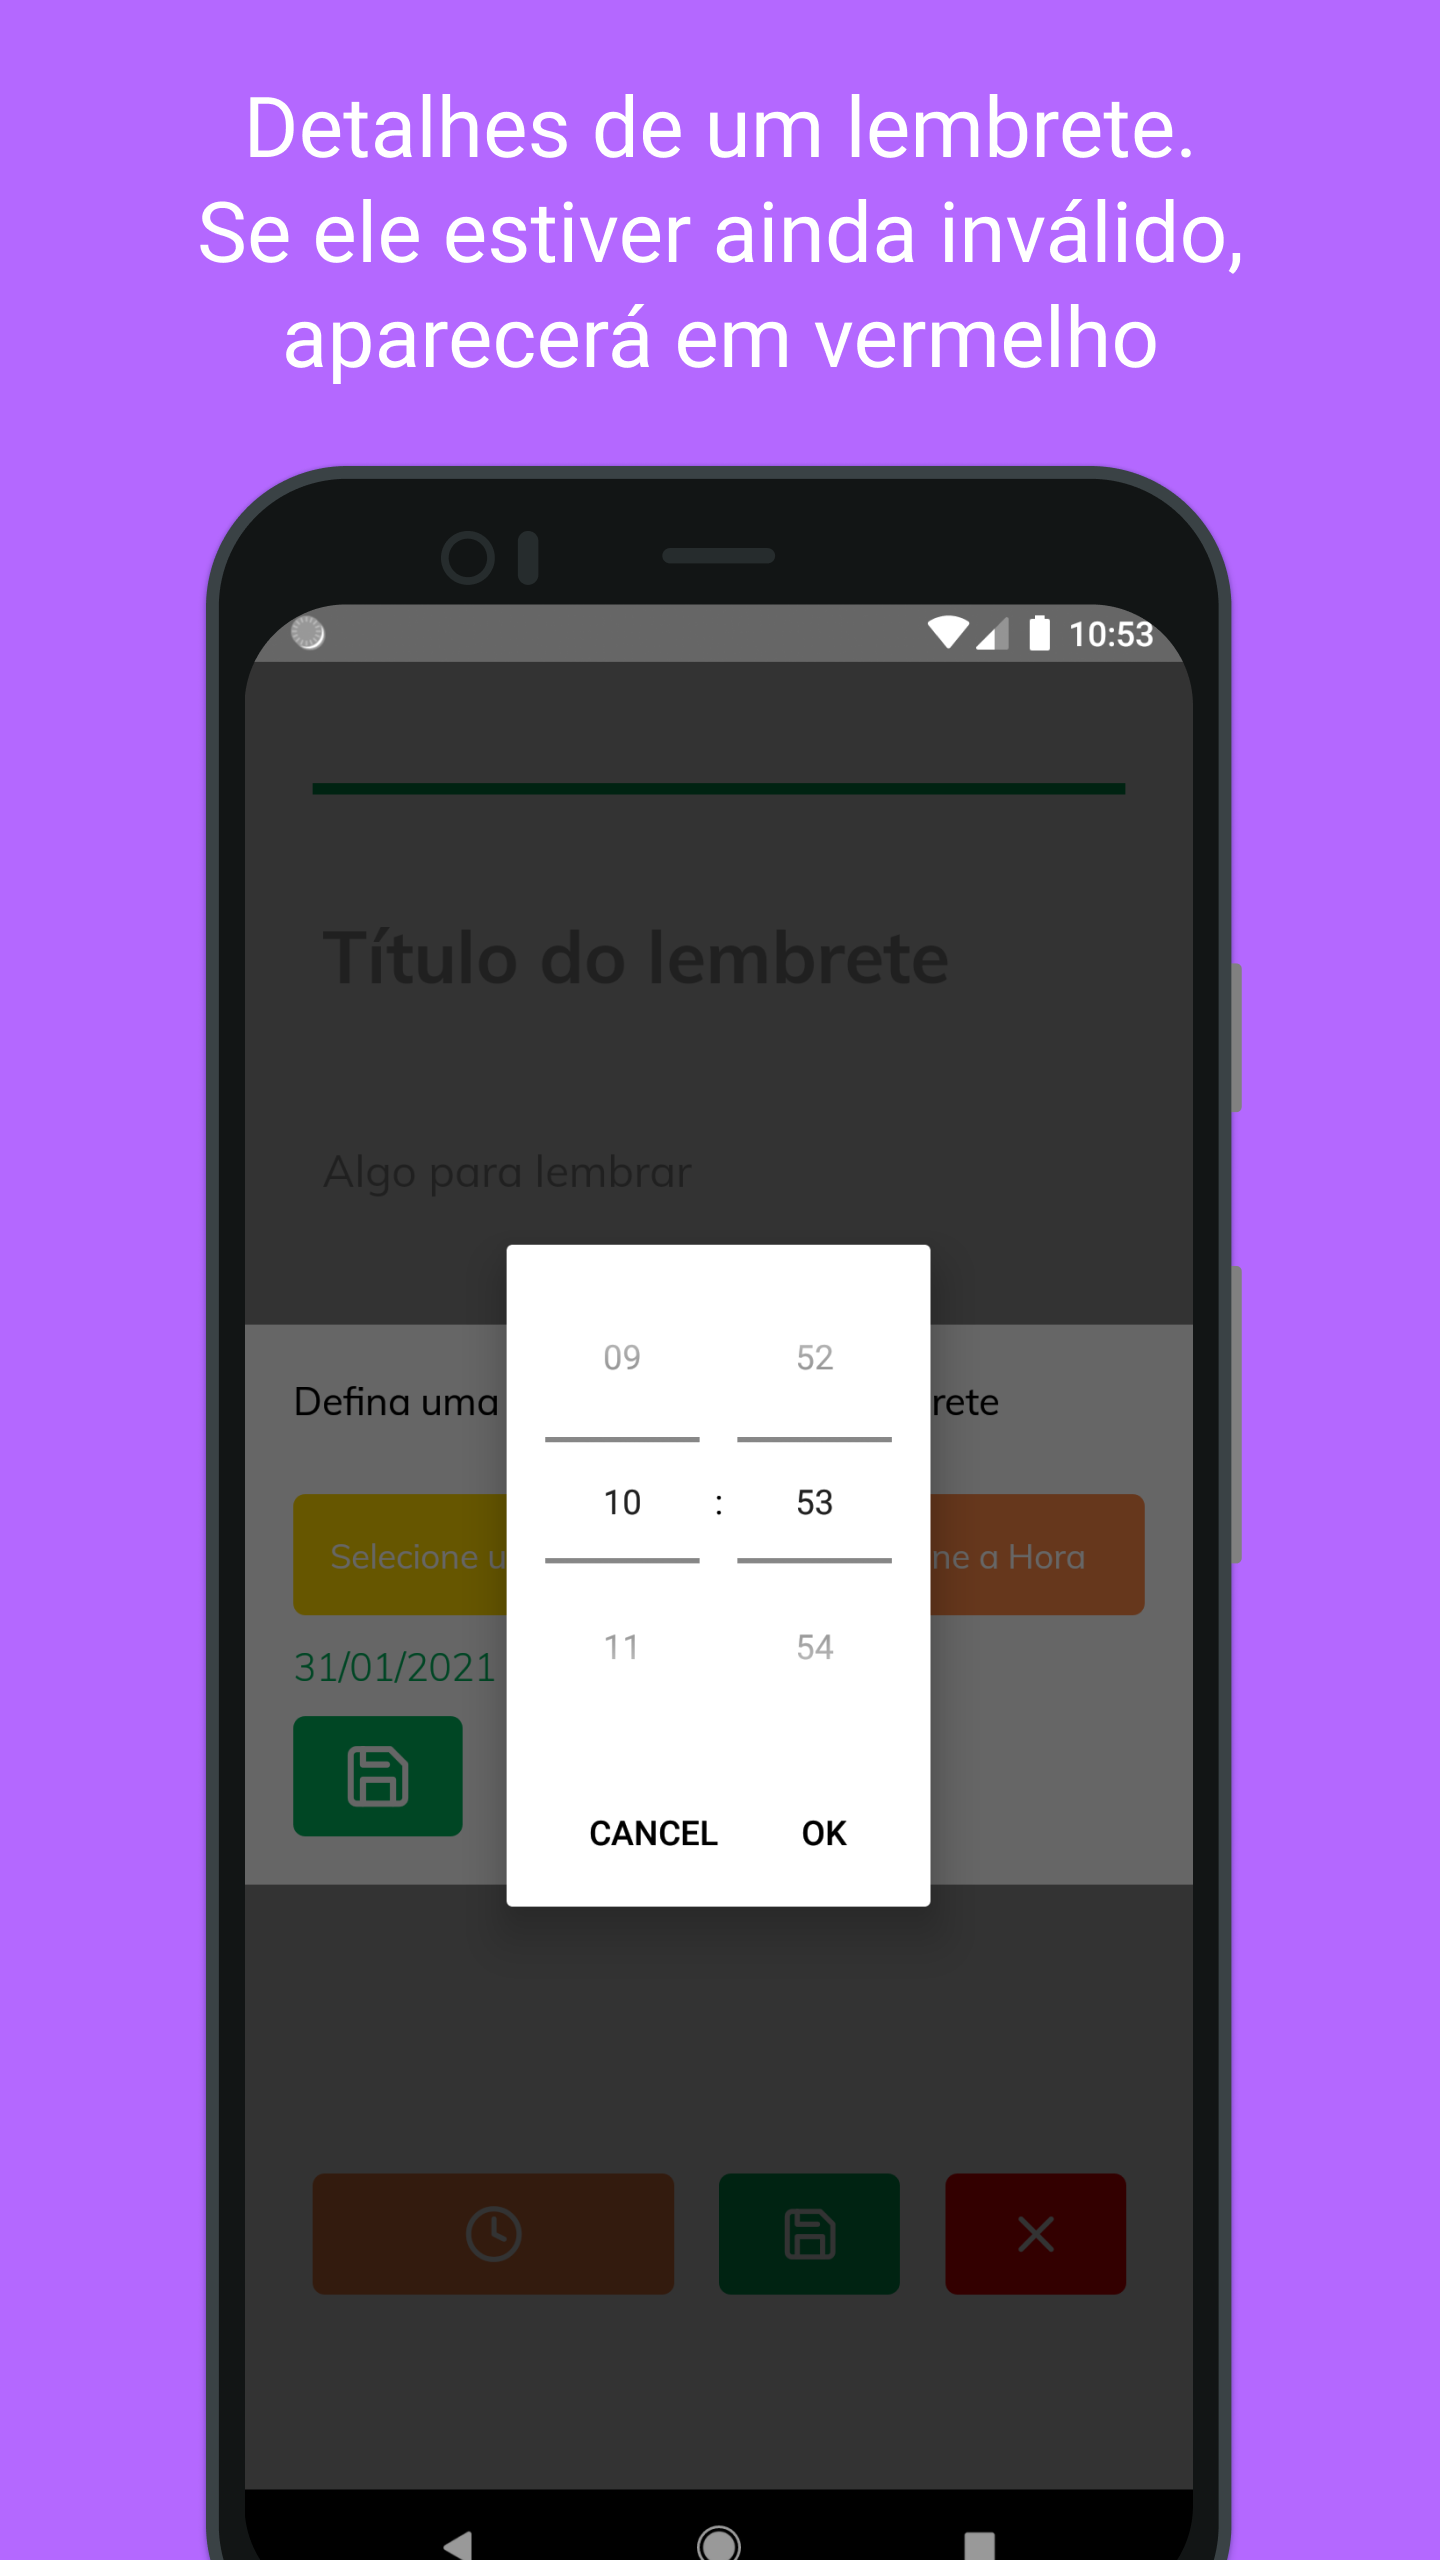 Detalhes de um lembrete.
Se ele estiver ainda inválido,
aparecerá em vermelho
10:53
Título do lembrete
Algo para lembrar
09 52
Defina uma rete
10 : 53
Selecione u ne a Hora
11 54
31/01/2021
CANCEL OK